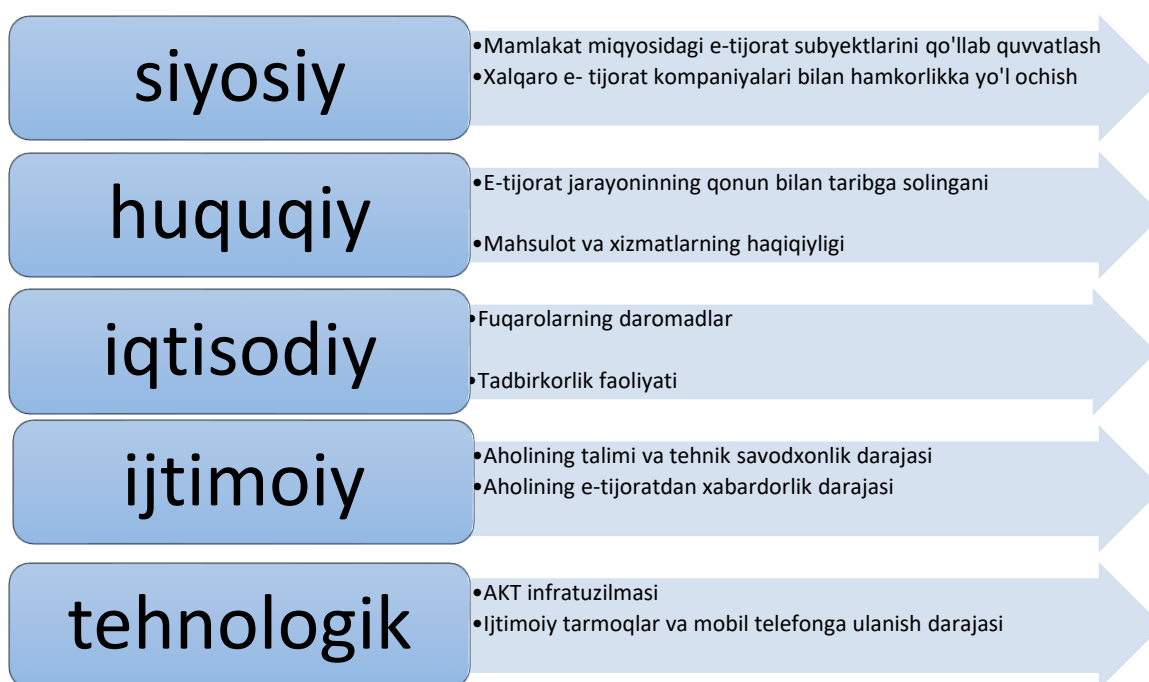 siyosiy
•Mamlakat miqyosidagi e-tijorat subyektlarini qo'llab quvvatlash
•Xalqaro e- tijorat kompaniyalari bilan hamkorlikka yo'l ochish
huquqiy
•E-tijorat jarayoninning qonun bilan taribga solingani
•Mahsulot va xizmatlarning haqiqiyligi
iqtisodiy
•Fuqarolarning daromadlar
•Tadbirkorlik faoliyati
ijtimoiy
•Aholining talimi va tehnik savodxonlik darajasi
•Aholining e-tijoratdan xabardorlik darajasi
tehnologik
•AKT infratuzilmasi
•Ijtimoiy tarmoqlar va mobil telefonga ulanish darajasi